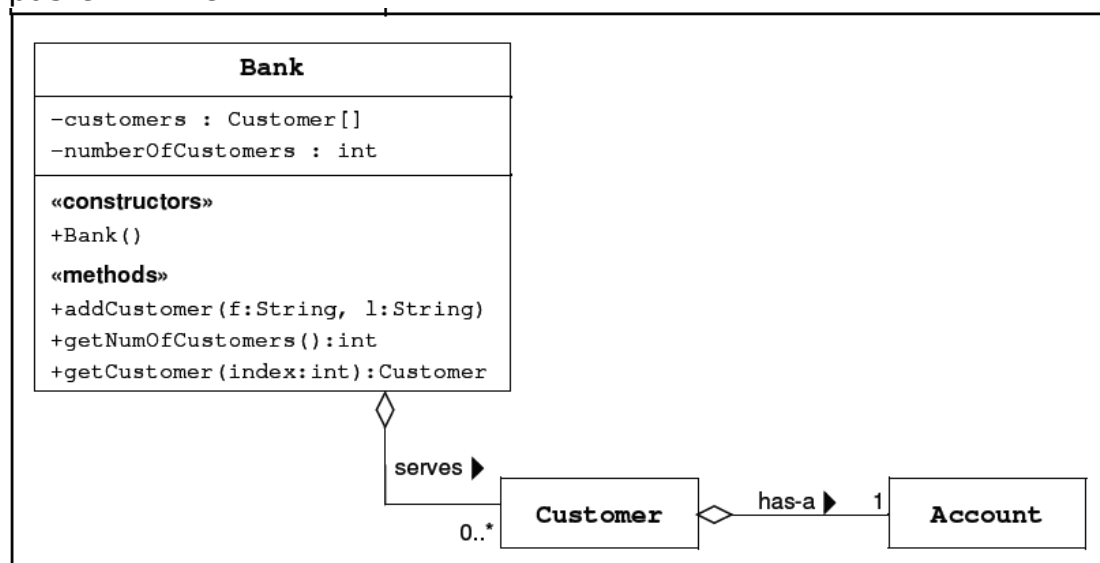 Bank
-customers : Customer[]
-numberOfCustomers : int
«constructors»
+Bank()
«methods»
+addCustomer(f:String, l:String)
+getNumOfCustomers():int
+getCustomer(index:int):Customer
serves
0..*
Customer
has-a
1
Account